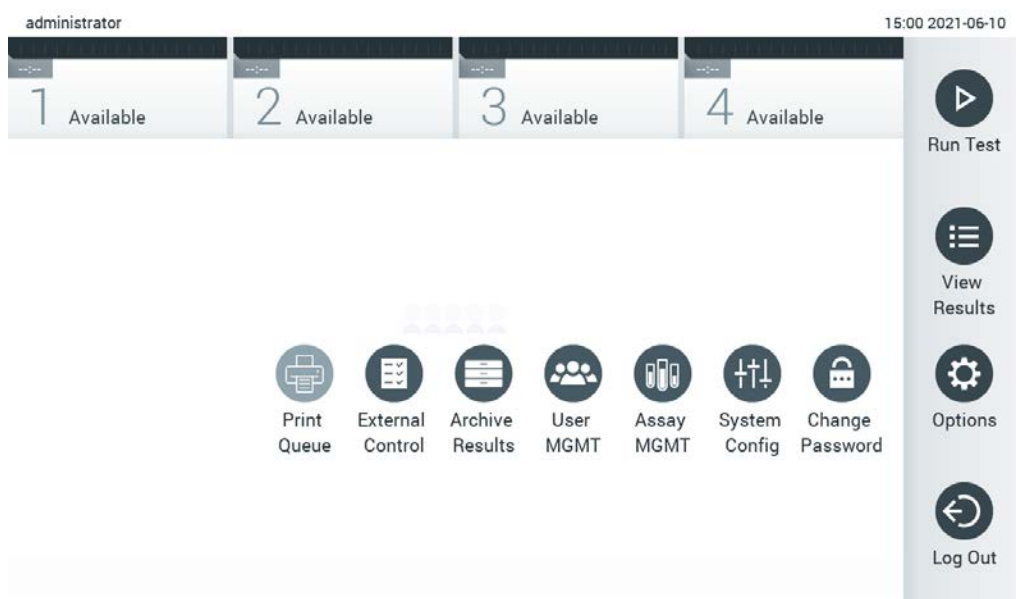 administrator
15:00 2021-06-10
--:--
--:--
--:--
--:--
1 Available
2 Available
3 Available
4 Available
Run Test
View
Results
Print
Queue
External
Control
Archive
Results
User
MGMT
Assay
MGMT
System
Config
Change
Password
Options
Log Out